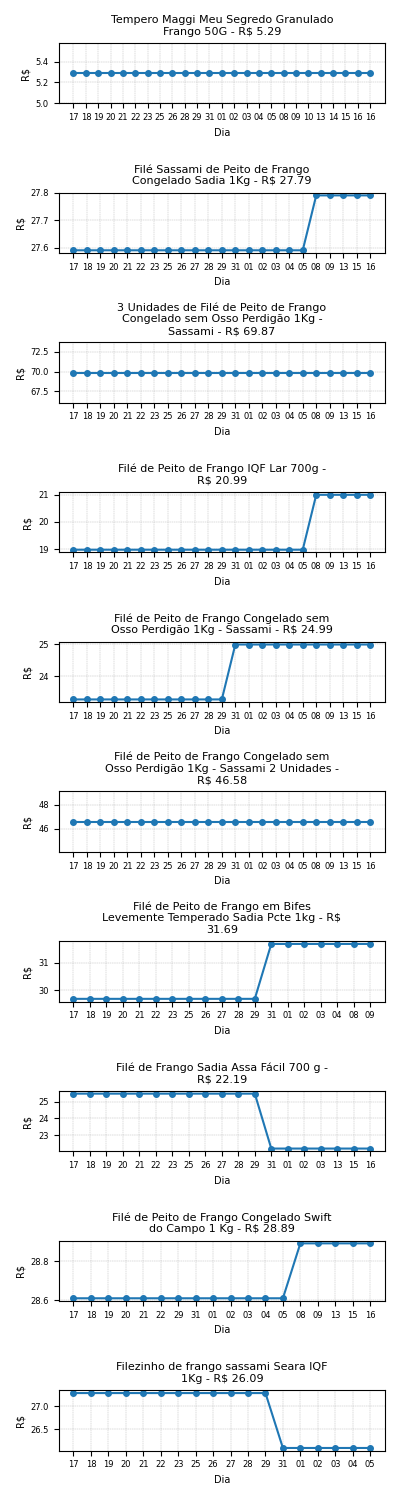 Tempero Maggi Meu Segredo Granulado
Frango 50G - R$ 5.29
5.4
5.2
5.0
R$
17 18 19 20 21 22 23 25 26 27 28 29 31 01 02 03 04 05 08 09 10 13 14 15 16 16
Dia
Filé Sassami de Peito de Frango
Congelado Sadia 1Kg - R$ 27.79
27.8
27.7
27.6
R$
17 18 19 20 21 22 23 25 26 27 28 29 31 01 02 03 04 05 08 09 13 15 16
Dia
3 Unidades de Filé de Peito de Frango
Congelado sem Osso Perdigão 1Kg -
Sassami - R$ 69.87
72.5
70.0
67.5
R$
17 18 19 20 21 22 23 25 26 27 28 29 31 01 02 03 04 05 08 09 13 15 16
Dia
Filé de Peito de Frango IQF Lar 700g -
R$ 20.99
21
20
19
R$
17 18 19 20 21 22 23 25 26 27 28 29 31 01 02 03 04 05 08 09 13 15 16
Dia
Filé de Peito de Frango Congelado sem
Osso Perdigão 1Kg - Sassami - R$ 24.99
25
24
R$
17 18 19 20 21 22 23 25 26 27 28 29 31 01 02 03 04 05 08 09 13 15 16
Dia
Filé de Peito de Frango Congelado sem
Osso Perdigão 1Kg - Sassami 2 Unidades -
R$ 46.58
48
46
R$
17 18 19 20 21 22 23 25 26 27 28 29 31 01 02 03 04 05 08 09 13 15 16
Dia
Filé de Peito de Frango em Bifes
Levemente Temperado Sadia Pcte 1kg - R$
31.69
31
30
R$
17 18 19 20 21 22 23 25 26 27 28 29 31 01 02 03 04 08 09
Dia
Filé de Frango Sadia Assa Fácil 700 g -
R$ 22.19
25
24
23
R$
17 18 19 20 21 22 23 25 26 27 28 29 31 01 02 03 13 15 16
Dia
Filé de Peito de Frango Congelado Swift
do Campo 1 Kg - R$ 28.89
28.8
28.6
R$
17 18 19 20 21 22 29 31 01 02 03 04 05 08 09 13 15 16
Dia
Filezinho de frango sassami Seara IQF
1Kg - R$ 26.09
27.0
26.5
R$
17 18 19 20 21 22 23 25 26 27 28 29 30 01 02 03 04 05
Dia